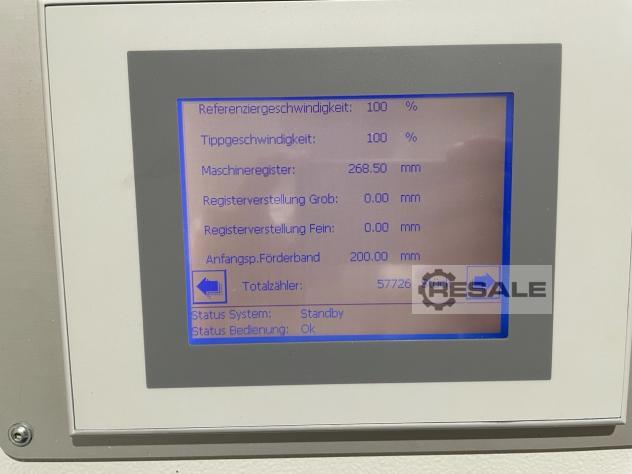 Referenziergeschwindigkeit: 100 %
Tippgeschwindigkeit: 100 %
Maschineregister: 268.50 mm
Registerverstellung Grob: 0.00 mm
Registerverstellung Fein: 0.00 mm
Anfangsp.Förderband 200.00 mm
Totalzähler: 57726
RESALE
Status System: Standby
Status Bedienung: Ok